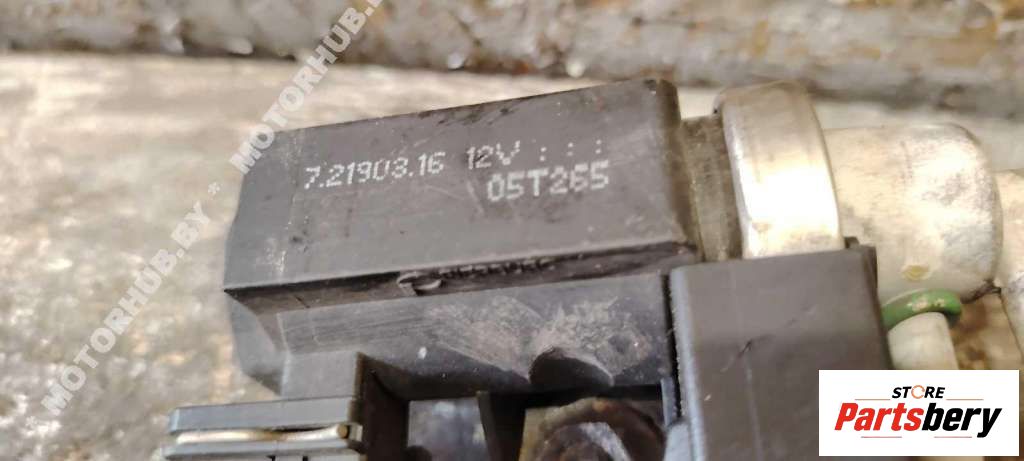 MOTORHUB.BY * MOTORHUB.BY
7.21903.16 12V : : :
05T265
STORE
Partsbery